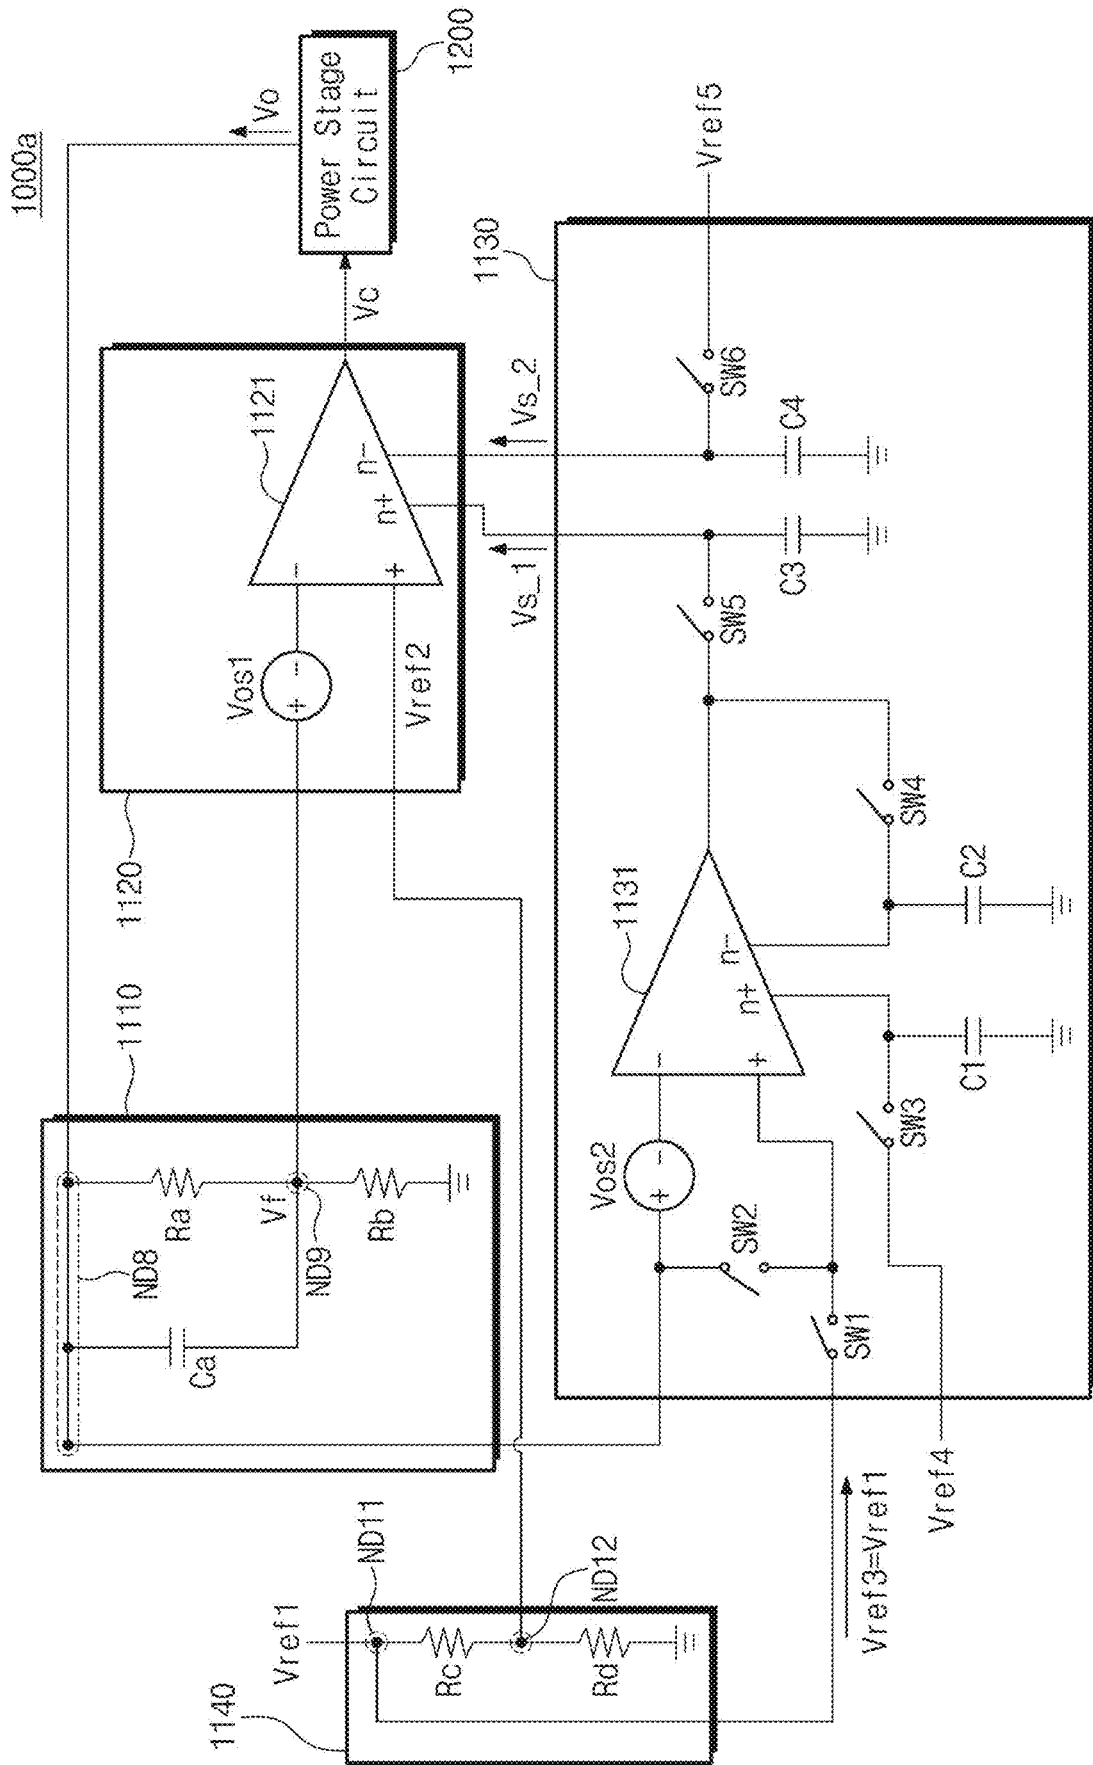 1000a
Vo
Power Stage
Circuit
1200
Vc
1120
1121
Vos1
-
+
n+
n-
+
-
Vref2
Vs_1
Vs_2
1110
ND8
Ra
Ca
Vf
ND9
Rb
1140
Vref1
ND11
Rc
ND12
Rd
Vref3=Vref1
Vref4
1130
Vref5
1131
Vos2
+
-
-
+
n+
n-
SW1
SW2
SW3
SW4
SW5
SW6
C1
C2
C3
C4